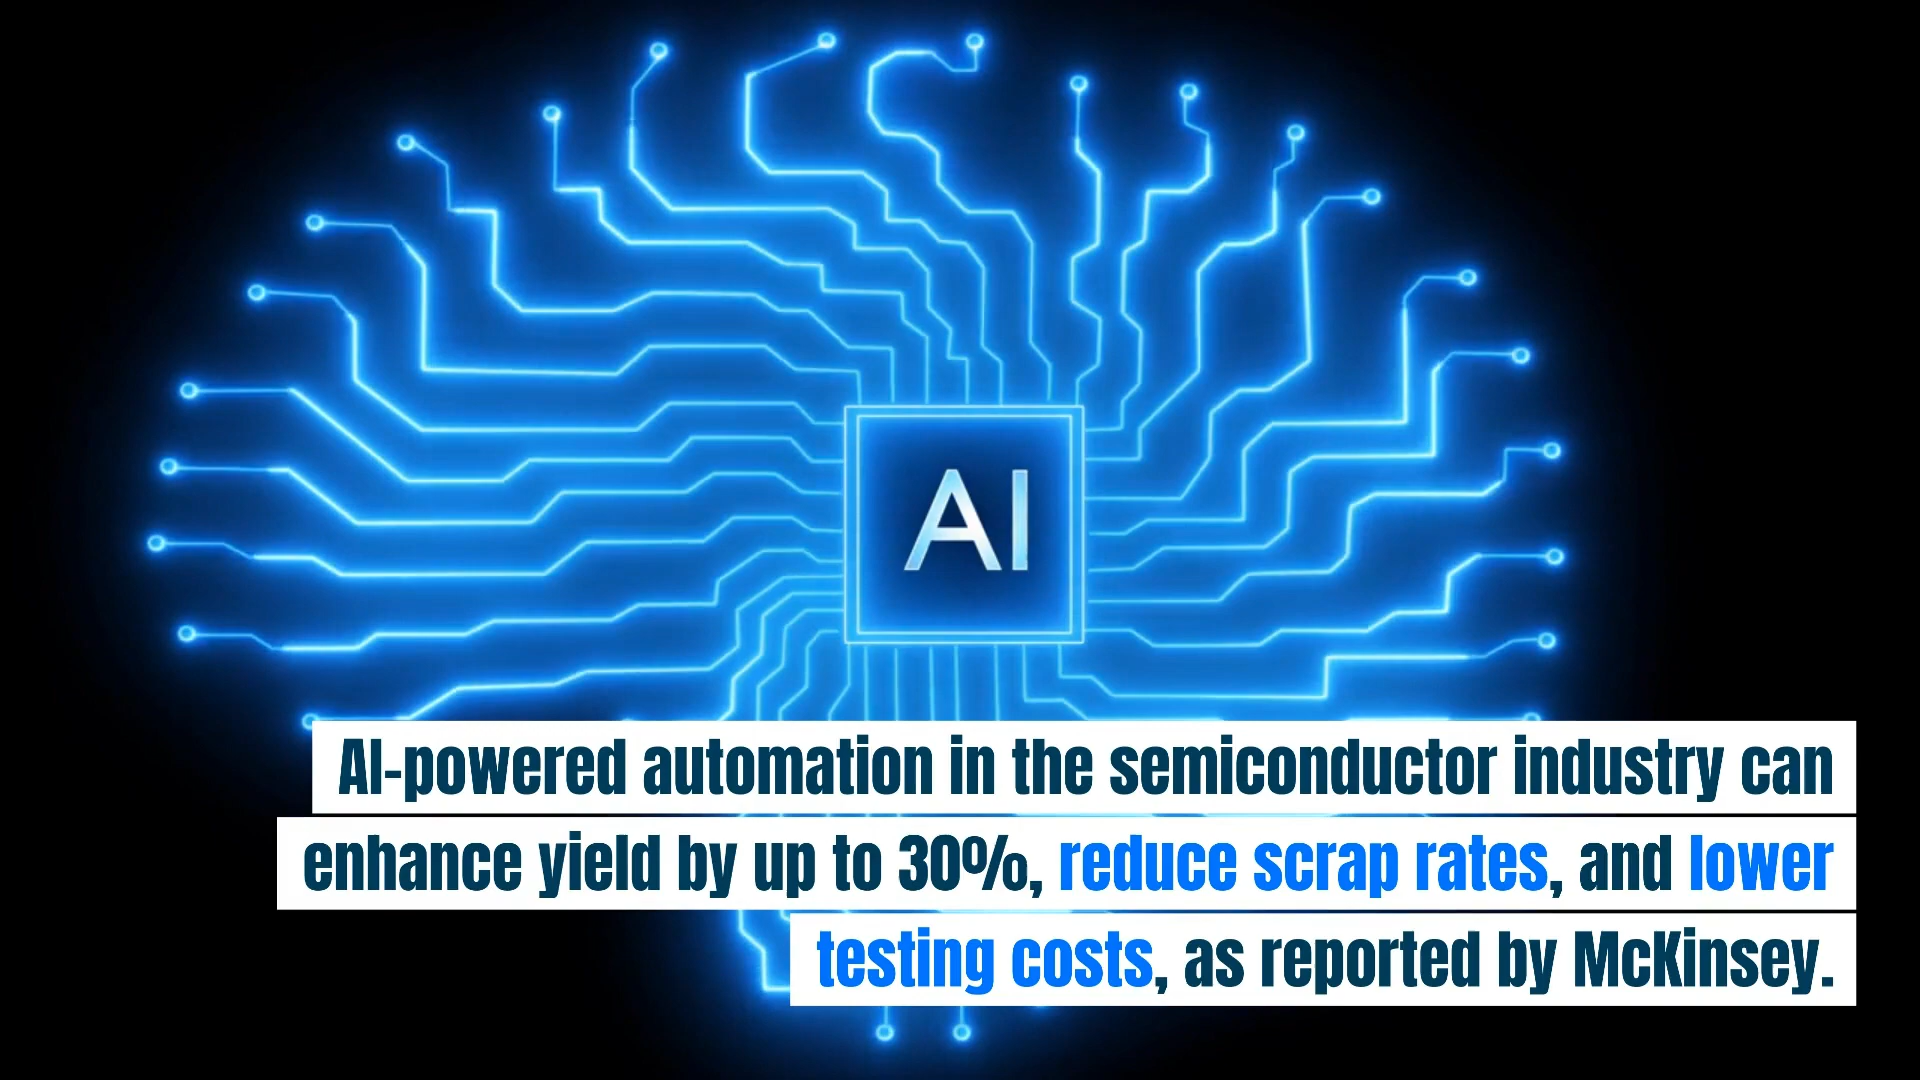 AI
AI-powered automation in the semiconductor industry can
enhance yield by up to 30%, reduce scrap rates, and lower
testing costs, as reported by McKinsey.